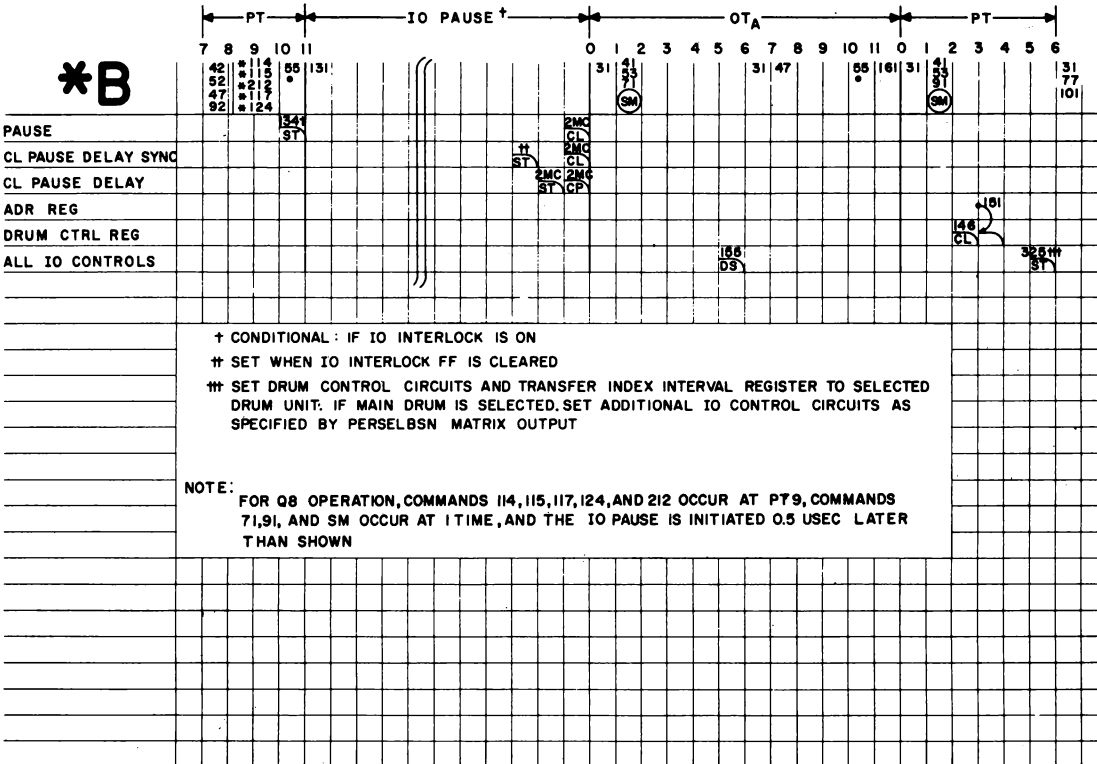 PT IO PAUSE † OT A PT
7 8 9 10 11 0 1 2 3 4 5 6 7 8 9 10 11 0 1 2 3 4 5 6
*B
42 *114 55 131 31 41 31 47 55 161 31 41 31
52 *115 • 53 • 53 77
47 *212 71 91 101
92 *117 SM SM
*124
PAUSE 134† ST 2MC CL
CL PAUSE DELAY SYNC †† ST 2MC CL
CL PAUSE DELAY 2MC ST 2MC CP
ADR REG 151
DRUM CTRL REG 146 CL
ALL IO CONTROLS 155 DS 325††† ST
† CONDITIONAL: IF IO INTERLOCK IS ON
†† SET WHEN IO INTERLOCK FF IS CLEARED
††† SET DRUM CONTROL CIRCUITS AND TRANSFER INDEX INTERVAL REGISTER TO SELECTED
DRUM UNIT. IF MAIN DRUM IS SELECTED. SET ADDITIONAL IO CONTROL CIRCUITS AS
SPECIFIED BY PERSELBSN MATRIX OUTPUT
NOTE:
FOR Q8 OPERATION, COMMANDS 114, 115, 117, 124, AND 212 OCCUR AT PT9, COMMANDS
71, 91, AND SM OCCUR AT 1 TIME, AND THE IO PAUSE IS INITIATED 0.5 USEC LATER
THAN SHOWN